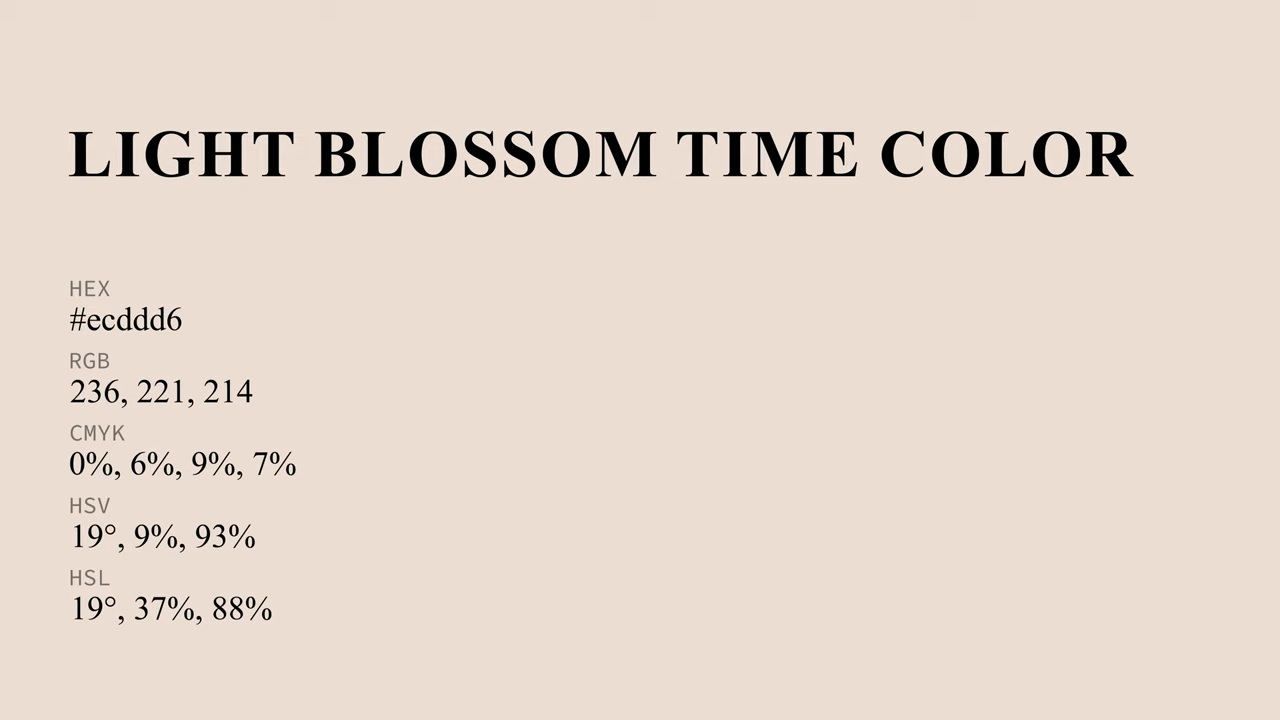 LIGHT BLOSSOM TIME COLOR
HEX
#ecddd6
RGB
236, 221, 214
CMYK
0%, 6%, 9%, 7%
HSV
19°, 9%, 93%
HSL
19°, 37%, 88%